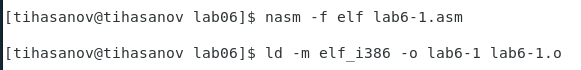 [tihasanov@tihasanov lab06]$ nasm -f elf lab6-1.asm
[tihasanov@tihasanov lab06]$ ld -m elf_i386 -o lab6-1 lab6-1.o